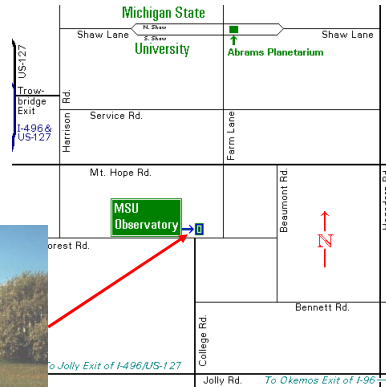 Michigan State
University
N. Shaw
S. Shaw
Shaw Lane
Shaw Lane
Abrams Planetarium
US-127
Trow-
bridge
Exit
I-496 &
US-127
Harrison Rd.
Service Rd.
Farm Lane
Mt. Hope Rd.
MSU
Observatory
Beaumont Rd.
N
orest Rd.
Bennett Rd.
College Rd.
To Jolly Exit of I-496/US-127
Jolly Rd.
To Okemos Exit of I-96